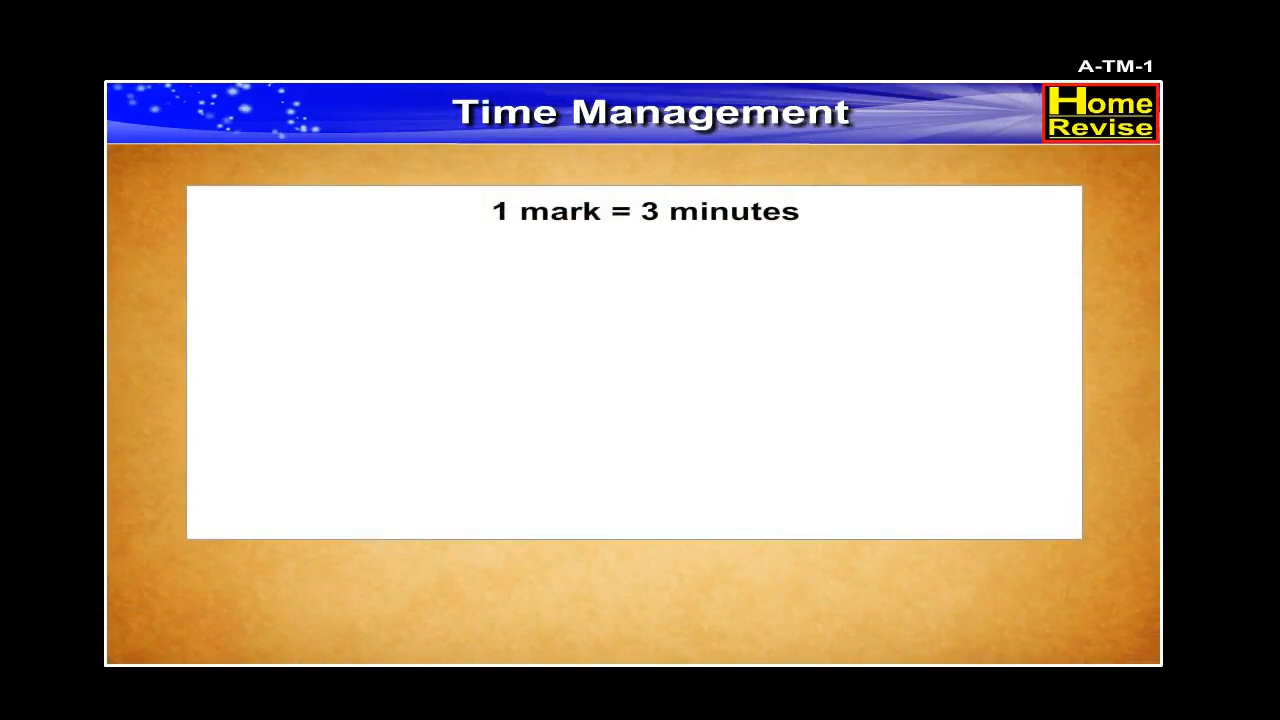 A-TM-1
Time Management
Home
Revise
1 mark = 3 minutes